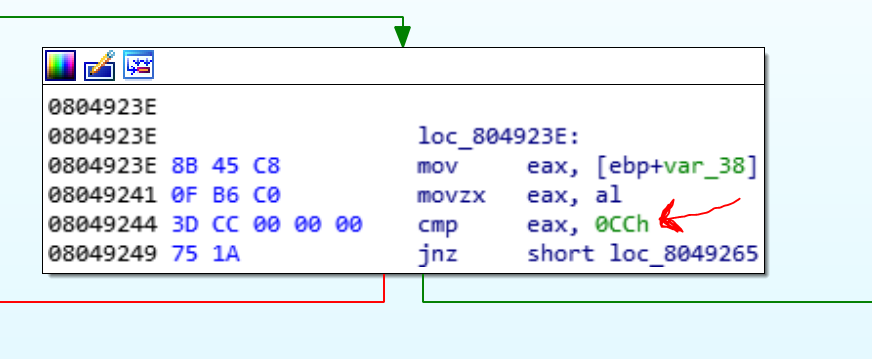 0804923E
0804923E loc_804923E:
0804923E 8B 45 C8 mov eax, [ebp+var_38]
08049241 0F B6 C0 movzx eax, al
08049244 3D CC 00 00 00 cmp eax, 0CCh
08049249 75 1A jnz short loc_8049265